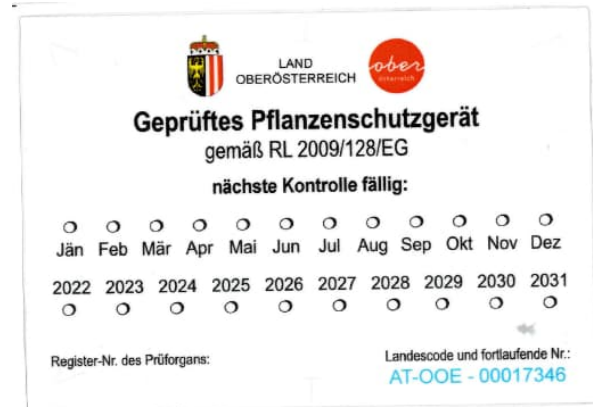 LAND
OBERÖSTERREICH
ober
österreich
Geprüftes Pflanzenschutzgerät
gemäß RL 2009/128/EG
nächste Kontrolle fällig:
Jän Feb Mär Apr Mai Jun Jul Aug Sep Okt Nov Dez
2022 2023 2024 2025 2026 2027 2028 2029 2030 2031
Register-Nr. des Prüforgans:
Landescode und fortlaufende Nr.:
AT-OOE - 00017346